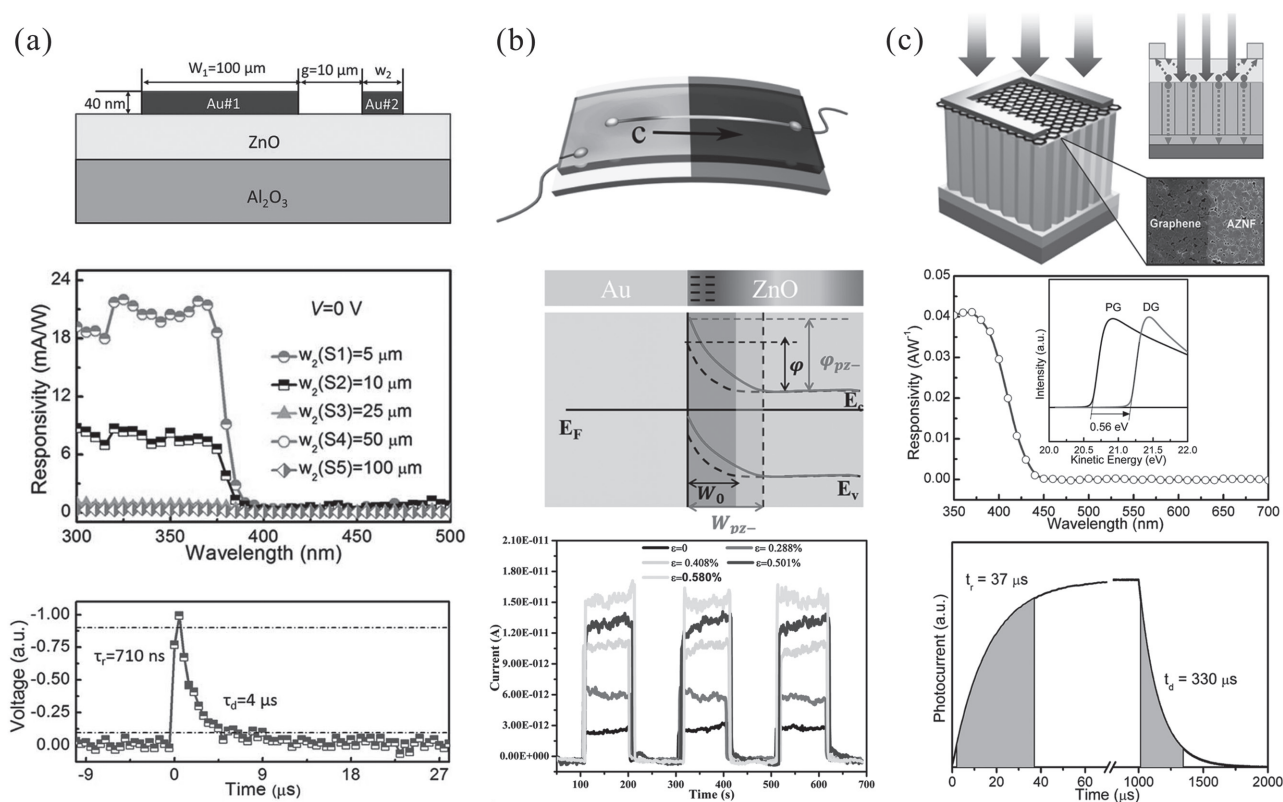 (a)
W₁=100 μm
g=10 μm
w₂
40 nm
Au#1
Au#2
ZnO
Al₂O₃
24
18
12
6
0
Responsivity (mA/W)
V=0 V
w₂(S1)=5 μm
w₂(S2)=10 μm
w₂(S3)=25 μm
w₂(S4)=50 μm
w₂(S5)=100 μm
300
350
400
450
500
Wavelength (nm)
-1.00
-0.75
-0.50
-0.25
0.00
Voltage (a.u.)
τr=710 ns
τd=4 μs
-9
0
9
18
27
Time (μs)
(b)
c
Au
ZnO
φ
φpz−
Ec
EF
Ev
W₀
Wpz−
2.10E-011
1.80E-011
1.50E-011
1.20E-011
9.00E-012
6.00E-012
3.00E-012
0.00E+000
Current (A)
ε=0
ε= 0.288%
ε= 0.408%
ε=0.501%
ε=0.580%
100
200
300
400
500
600
700
Time (s)
(c)
Graphene
AZNF
0.05
0.04
0.03
0.02
0.01
0.00
Responsivity (AW⁻¹)
PG
DG
Intensity (a.u.)
0.56 eV
20.0
20.5
21.0
21.5
22.0
Kinetic Energy (eV)
350
400
450
500
550
600
650
700
Wavelength (nm)
Photocurrent (a.u.)
tr = 37 μs
td = 330 μs
0
20
40
60
1000
1500
2000
Time (μs)